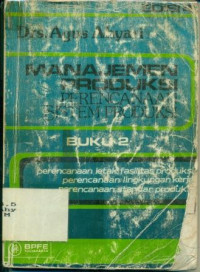 Drs. Agus Ahyari
MANAJEMEN
PRODUKSI
PERENCANAAN
SISTEM PRODUKSI
BUKU 2
perencanaan letak fasilitas produksi
perencanaan lingkungan kerja
perencanaan standar produksi
BPFE